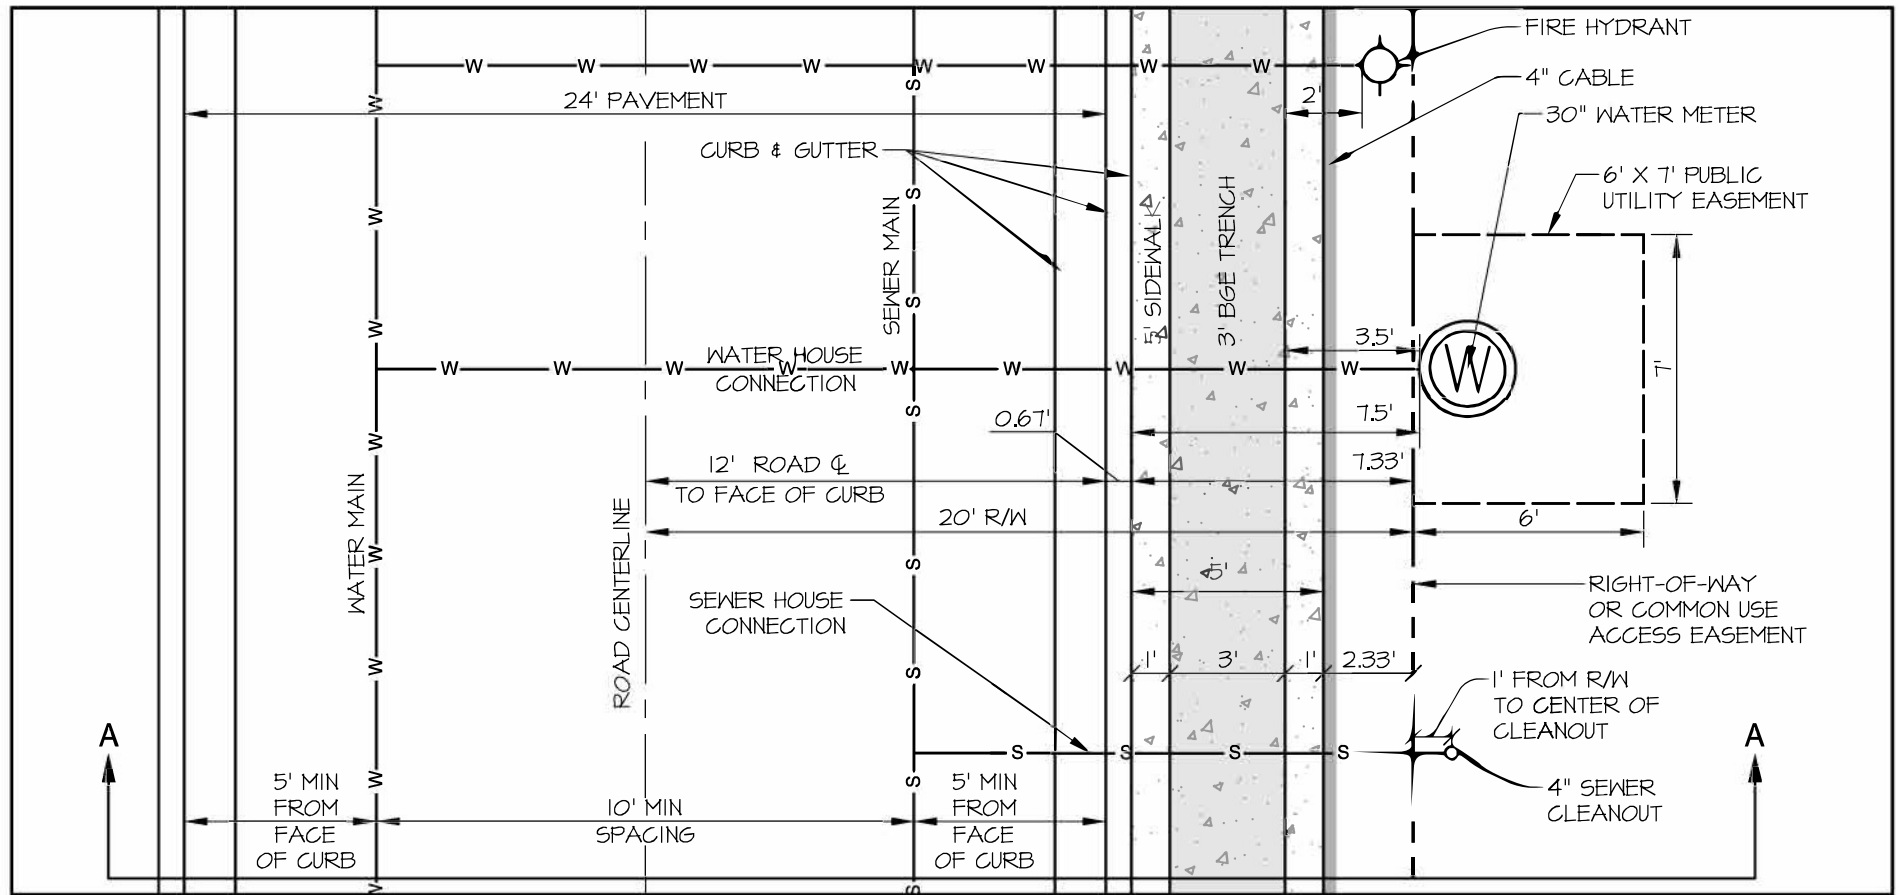 FIRE HYDRANT
W W W W W W W W
S
2'
4" CABLE
24' PAVEMENT
W
30" WATER METER
CURB & GUTTER
6' X 7' PUBLIC
UTILITY EASEMENT
S
W
SEWER MAIN
5' SIDEWALK
3' BGE TRENCH
S
W
3.5'
WATER HOUSE
CONNECTION
W W W W W W W W W
W
7'
S
0.67'
7.5'
W
12' ROAD ℄
TO FACE OF CURB
7.33'
20' R/W
6'
WATER MAIN
W
ROAD CENTERLINE
S
5'
RIGHT-OF-WAY
OR COMMON USE
ACCESS EASEMENT
SEWER HOUSE
CONNECTION
W
S
1' 3' 1' 2.33'
1' FROM R/W
TO CENTER OF
CLEANOUT
A
A
S S S S
W
S
4" SEWER
CLEANOUT
5' MIN
FROM
FACE
OF CURB
10' MIN
SPACING
5' MIN
FROM
FACE
OF CURB
W
S